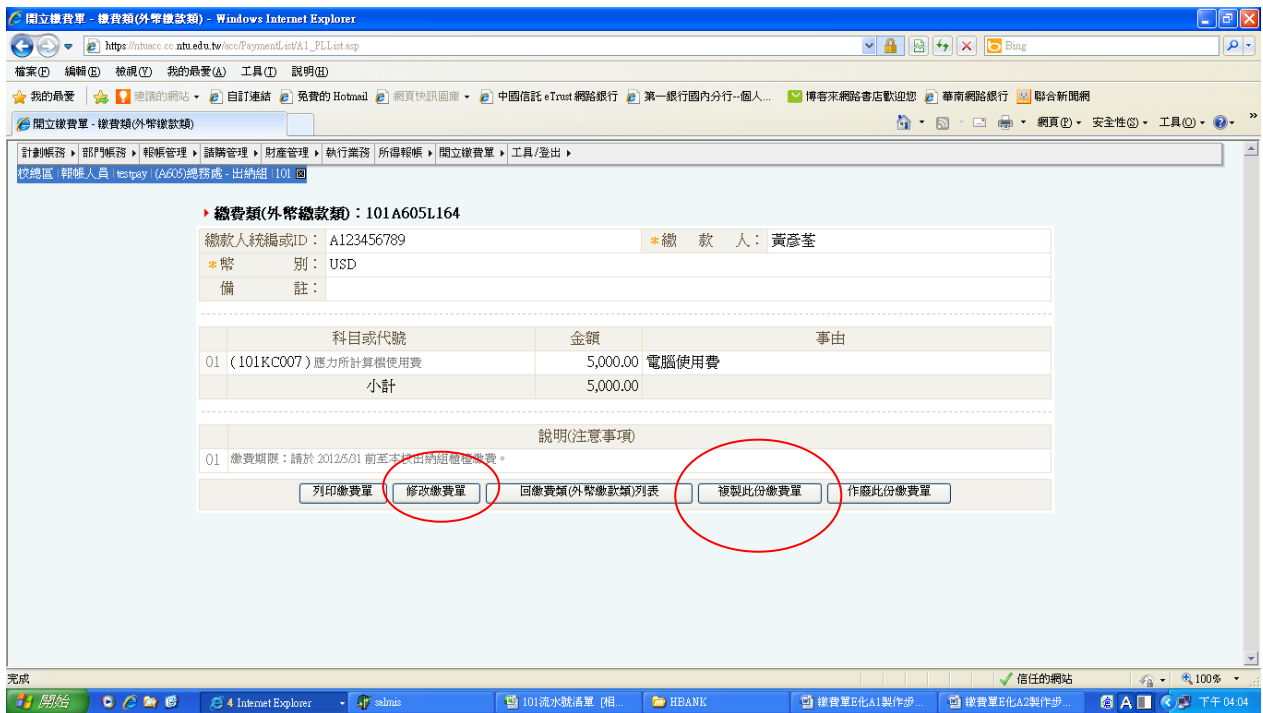 開立繳費單 - 繳費類(外幣繳款類) - Windows Internet Explorer
https://ntuacc.cc.ntu.edu.tw/acc/PaymentList/A1_PLList.asp
Bing
檔案(F) 編輯(E) 檢視(V) 我的最愛(A) 工具(T) 說明(H)
我的最愛 建議的網站 自訂連結 免費的 Hotmail 網頁快訊圖庫 中國信託 eTrust 網路銀行 第一銀行國內分行--個人... 博客來網路書店歡迎您 華南網路銀行 聯合新聞網
開立繳費單 - 繳費類(外幣繳款類) 網頁(P) 安全性(S) 工具(O) »
計劃帳務 部門帳務 報帳管理 請購管理 財產管理 執行業務 所得報帳 開立繳費單 工具/登出
校總區 | 報帳人員 | testpay | (A605)總務處 - 出納組 | 101
繳費類(外幣繳款類)：101A605L164
繳款人統編或ID： A123456789 *繳 款 人： 黃彥荃
*幣 別： USD
備 註：
科目或代號 金額 事由
01 (101KC007) 應力所計算機使用費 5,000.00 電腦使用費
小計 5,000.00
說明(注意事項)
01 繳費期限：請於 2012/5/31 前至本校出納組櫃檯繳費。
列印繳費單 修改繳費單 回繳費類(外幣繳款類)列表 複製此份繳費單 作廢此份繳費單
完成 信任的網站 100%
開始 4 Internet Explorer salmis 101流水號清單 [相... HBANK 繳費單E化A1製作步... 繳費單E化A2製作步... A 下午 04:04